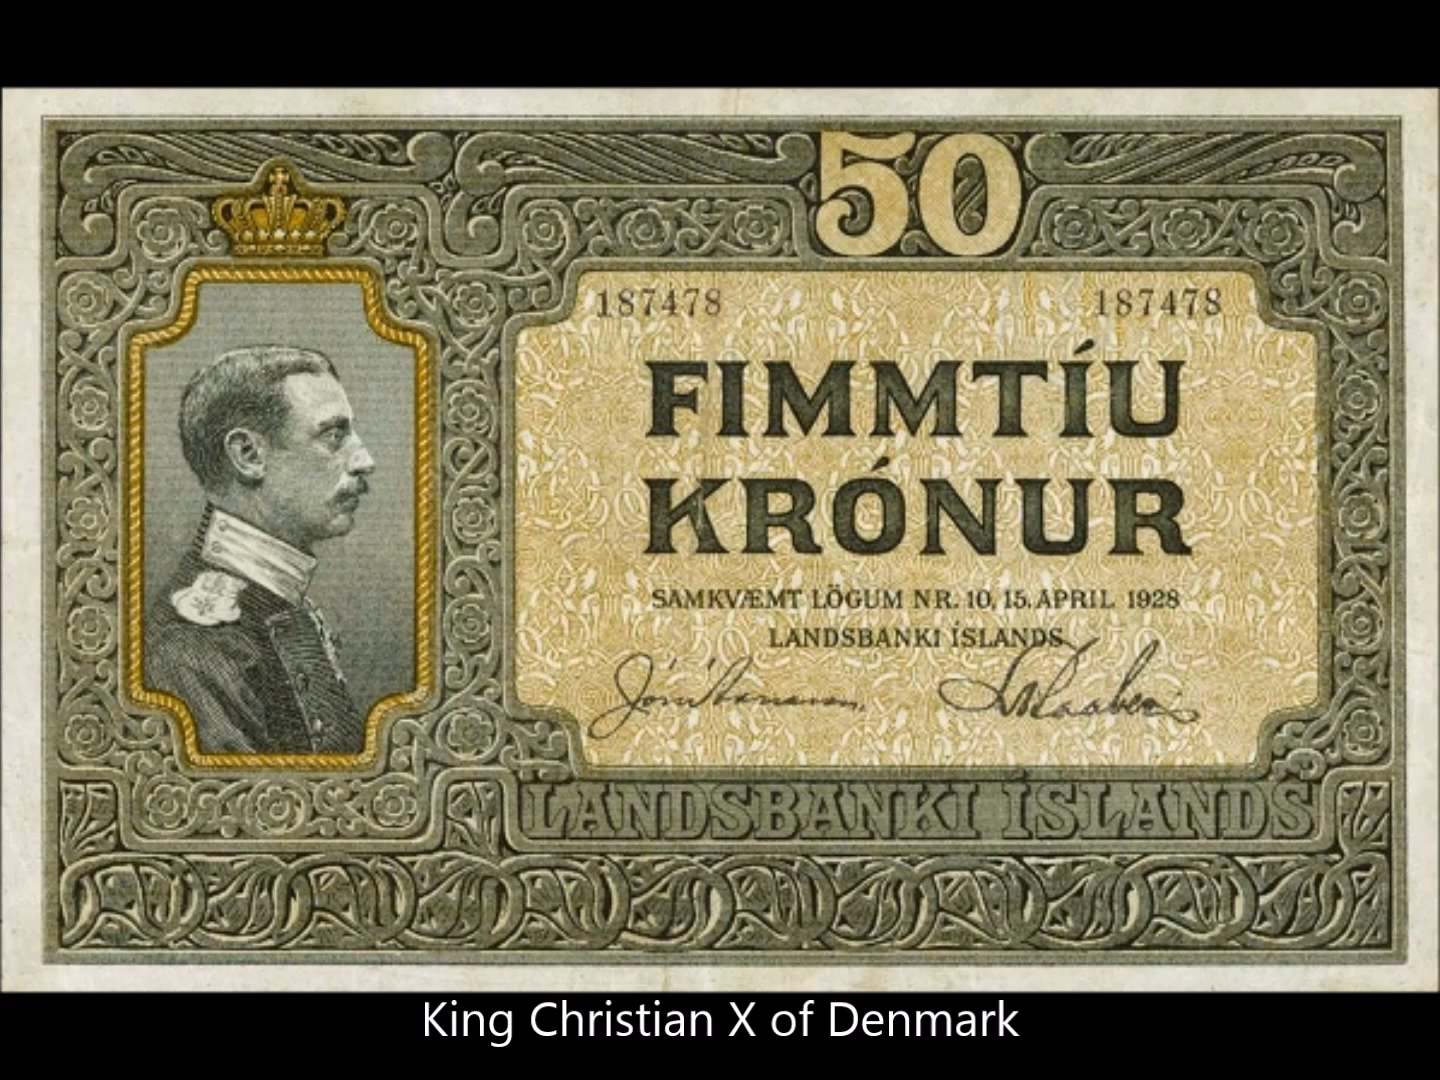 50
187478 187478
FIMMTÍU
KRÓNUR
SAMKVÆMT LÖGUM NR. 10, 15. APRIL 1928
LANDSBANKI ÍSLANDS
LANDSBANKI ÍSLANDS
King Christian X of Denmark